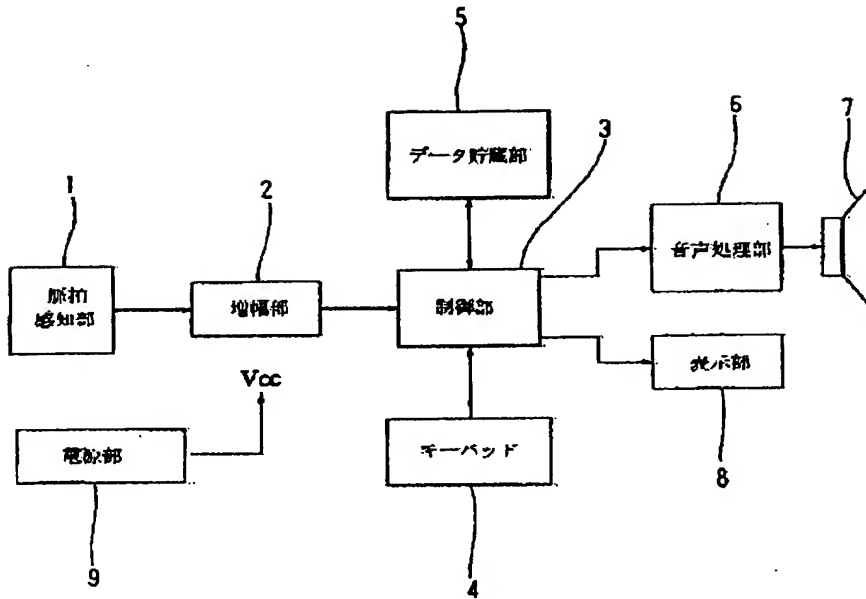 5
データ貯蔵部
3
6
7
1
2
脈拍
感知部
増幅部
制御部
音声処理部
表示部
8
Vcc
電源部
9
キーパッド
4